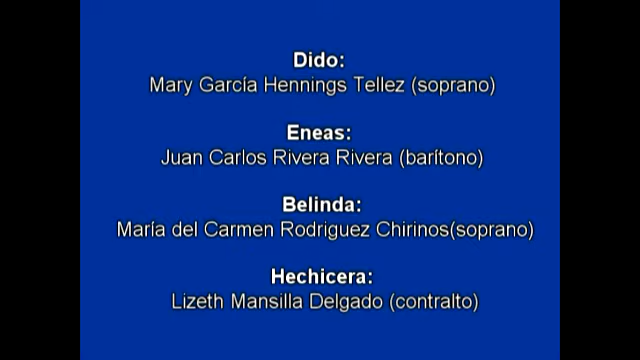 Dido:
Mary García Hennings Tellez (soprano)
Eneas:
Juan Carlos Rivera Rivera (barítono)
Belinda:
María del Carmen Rodriguez Chirinos(soprano)
Hechicera:
Lizeth Mansilla Delgado (contralto)